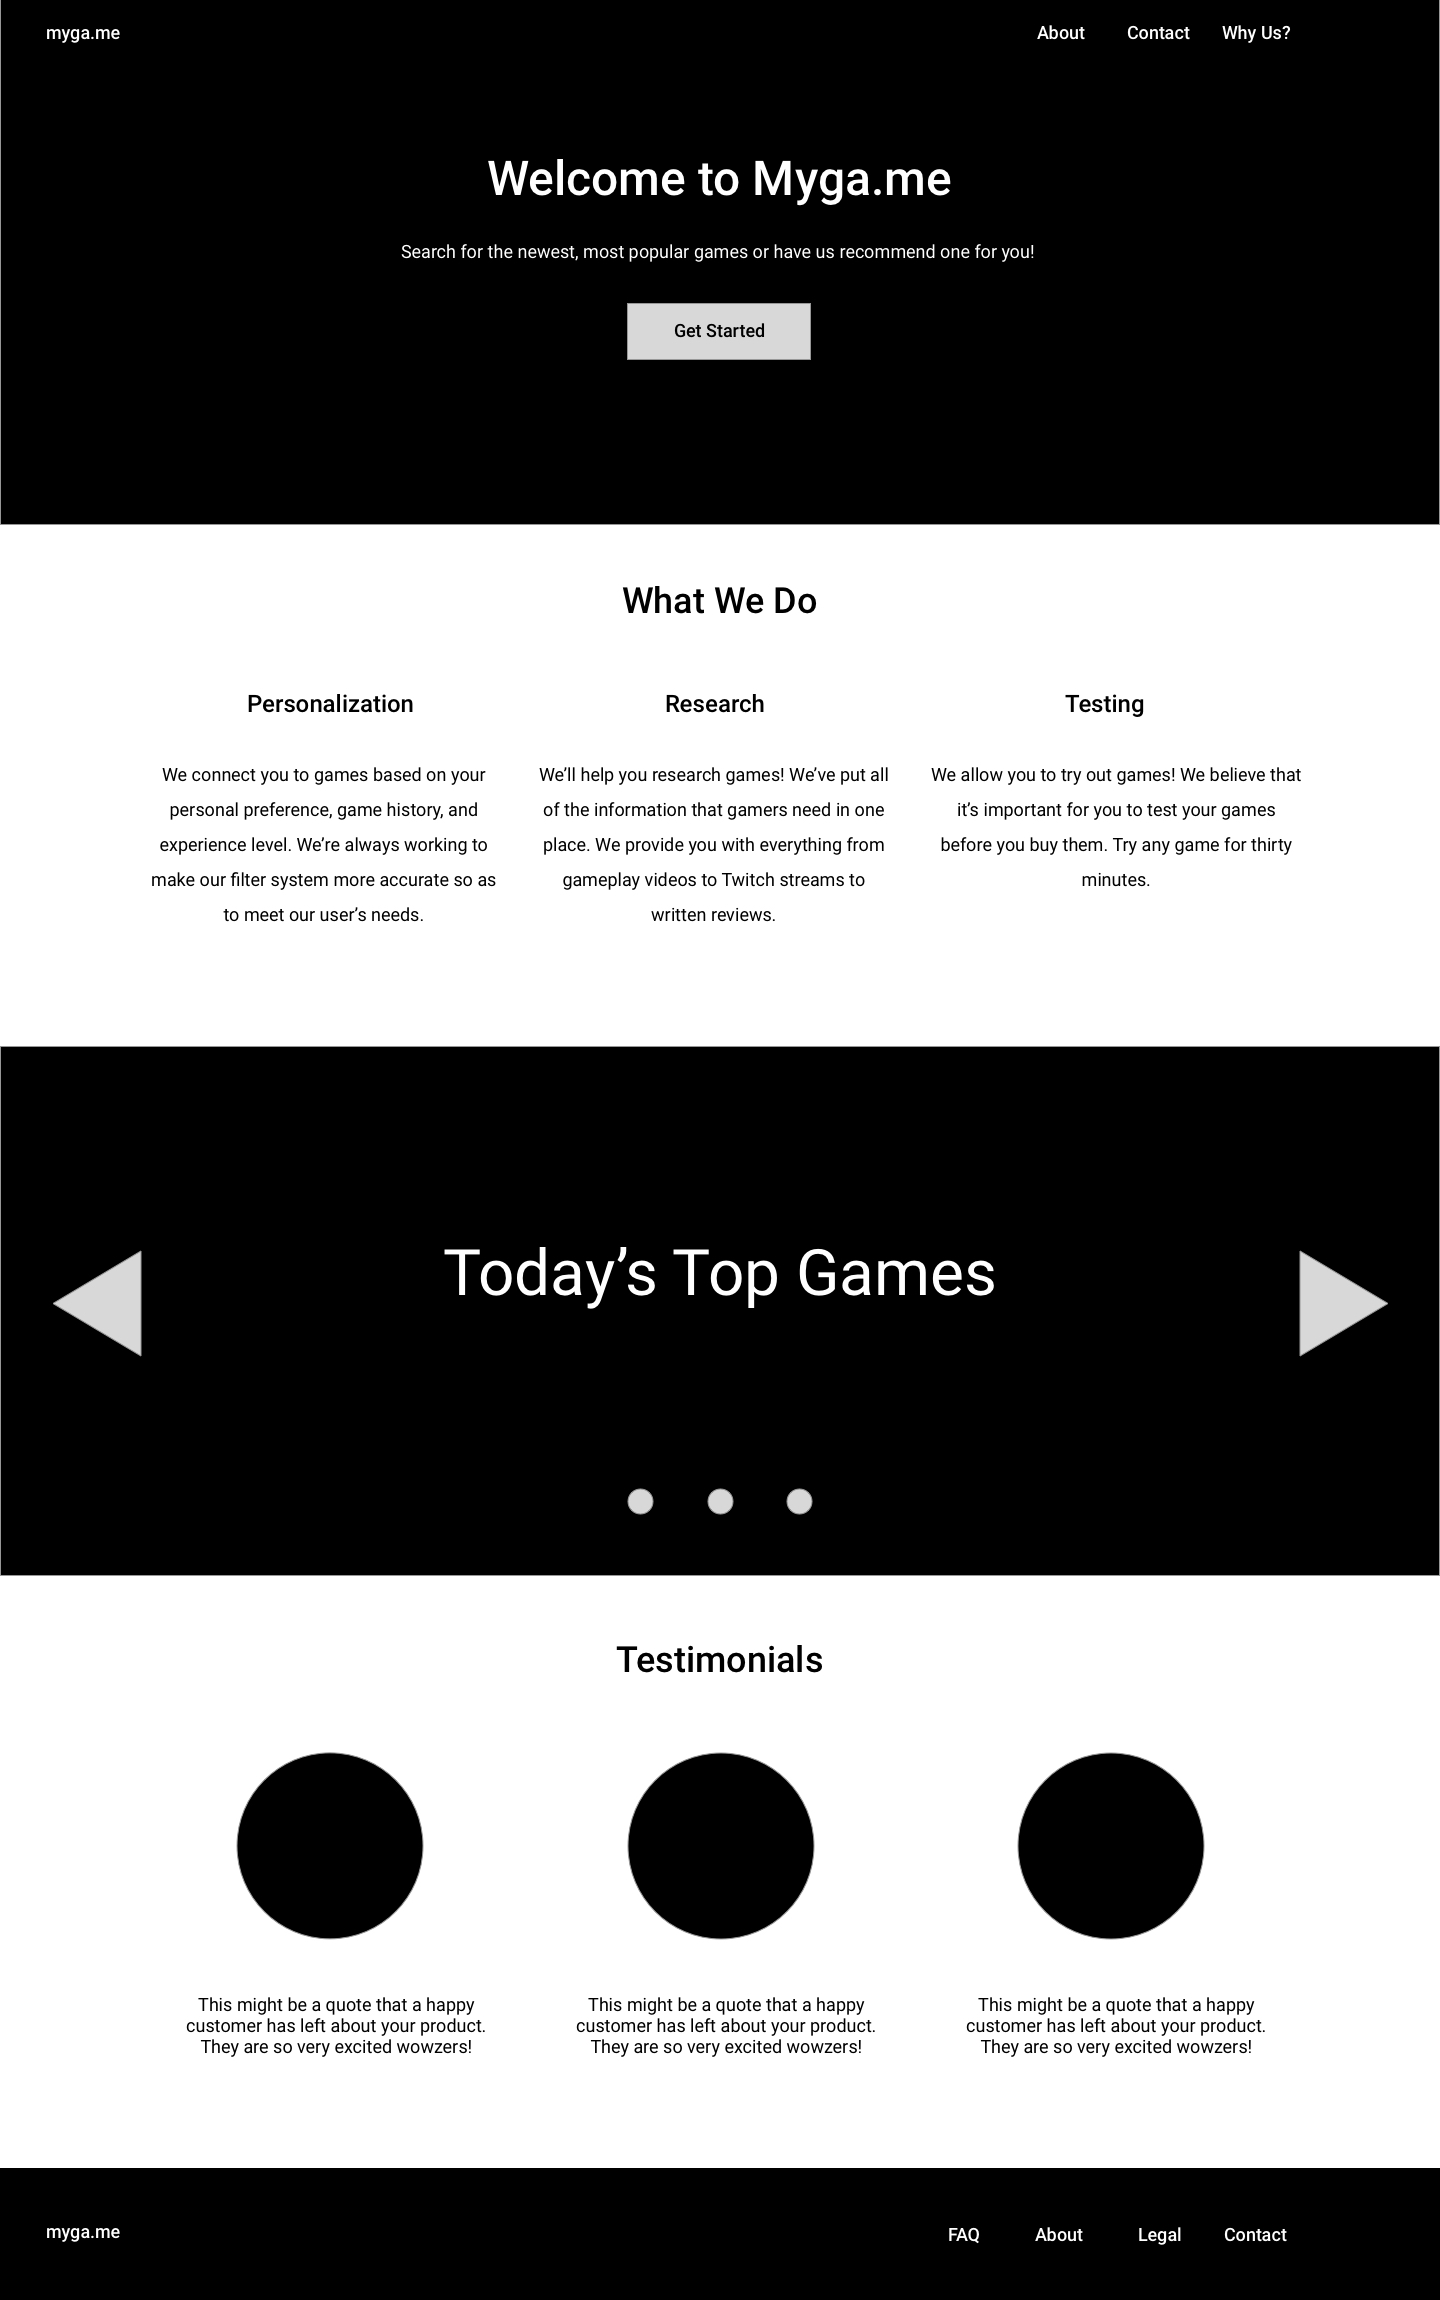 myga.me
About Contact Why Us?
Welcome to Myga.me
Search for the newest, most popular games or have us recommend one for you!
Get Started
What We Do
Personalization
We connect you to games based on your
personal preference, game history, and
experience level. We’re always working to
make our filter system more accurate so as
to meet our user’s needs.
Research
We’ll help you research games! We’ve put all
of the information that gamers need in one
place. We provide you with everything from
gameplay videos to Twitch streams to
written reviews.
Testing
We allow you to try out games! We believe that
it’s important for you to test your games
before you buy them. Try any game for thirty
minutes.
Today’s Top Games
Testimonials
This might be a quote that a happy
customer has left about your product.
They are so very excited wowzers!
This might be a quote that a happy
customer has left about your product.
They are so very excited wowzers!
This might be a quote that a happy
customer has left about your product.
They are so very excited wowzers!
myga.me
FAQ About Legal Contact